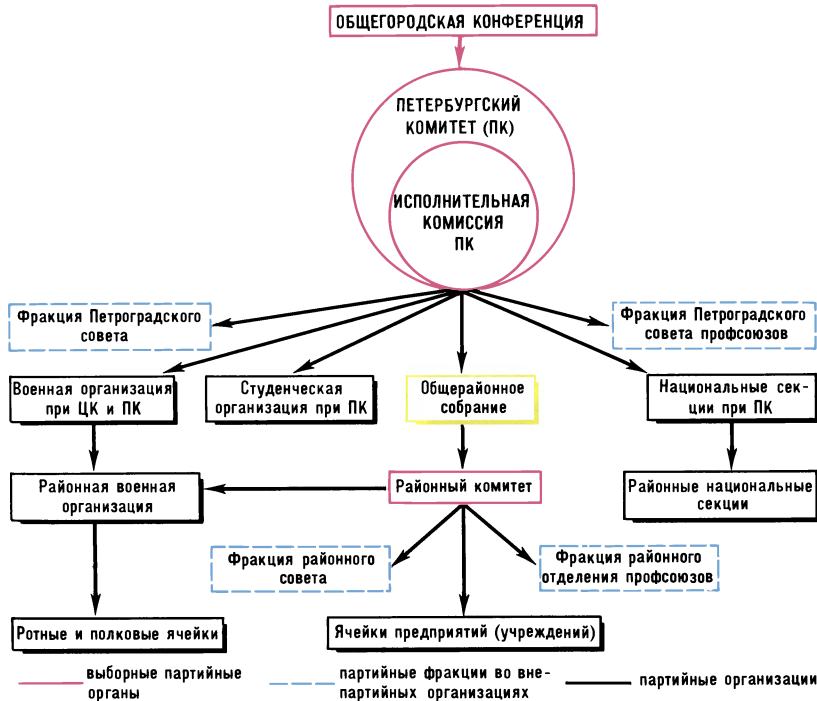 ОБЩЕГОРОДСКАЯ КОНФЕРЕНЦИЯ
ПЕТЕРБУРГСКИЙ
КОМИТЕТ (ПК)
ИСПОЛНИТЕЛЬНАЯ
КОМИССИЯ
ПК
Фракция Петроградского
совета
Фракция Петроградского
совета профсоюзов
Военная организация
при ЦК и ПК
Студенческая
организация при ПК
Общерайонное
собрание
Национальные сек-
ции при ПК
Районная военная
организация
Районный комитет
Районные национальные
секции
Фракция районного
совета
Фракция районного
отделения профсоюзов
Ротные и полковые ячейки
Ячейки предприятий (учреждений)
выборные партийные
органы
партийные фракции во вне-
партийных организациях
партийные организации